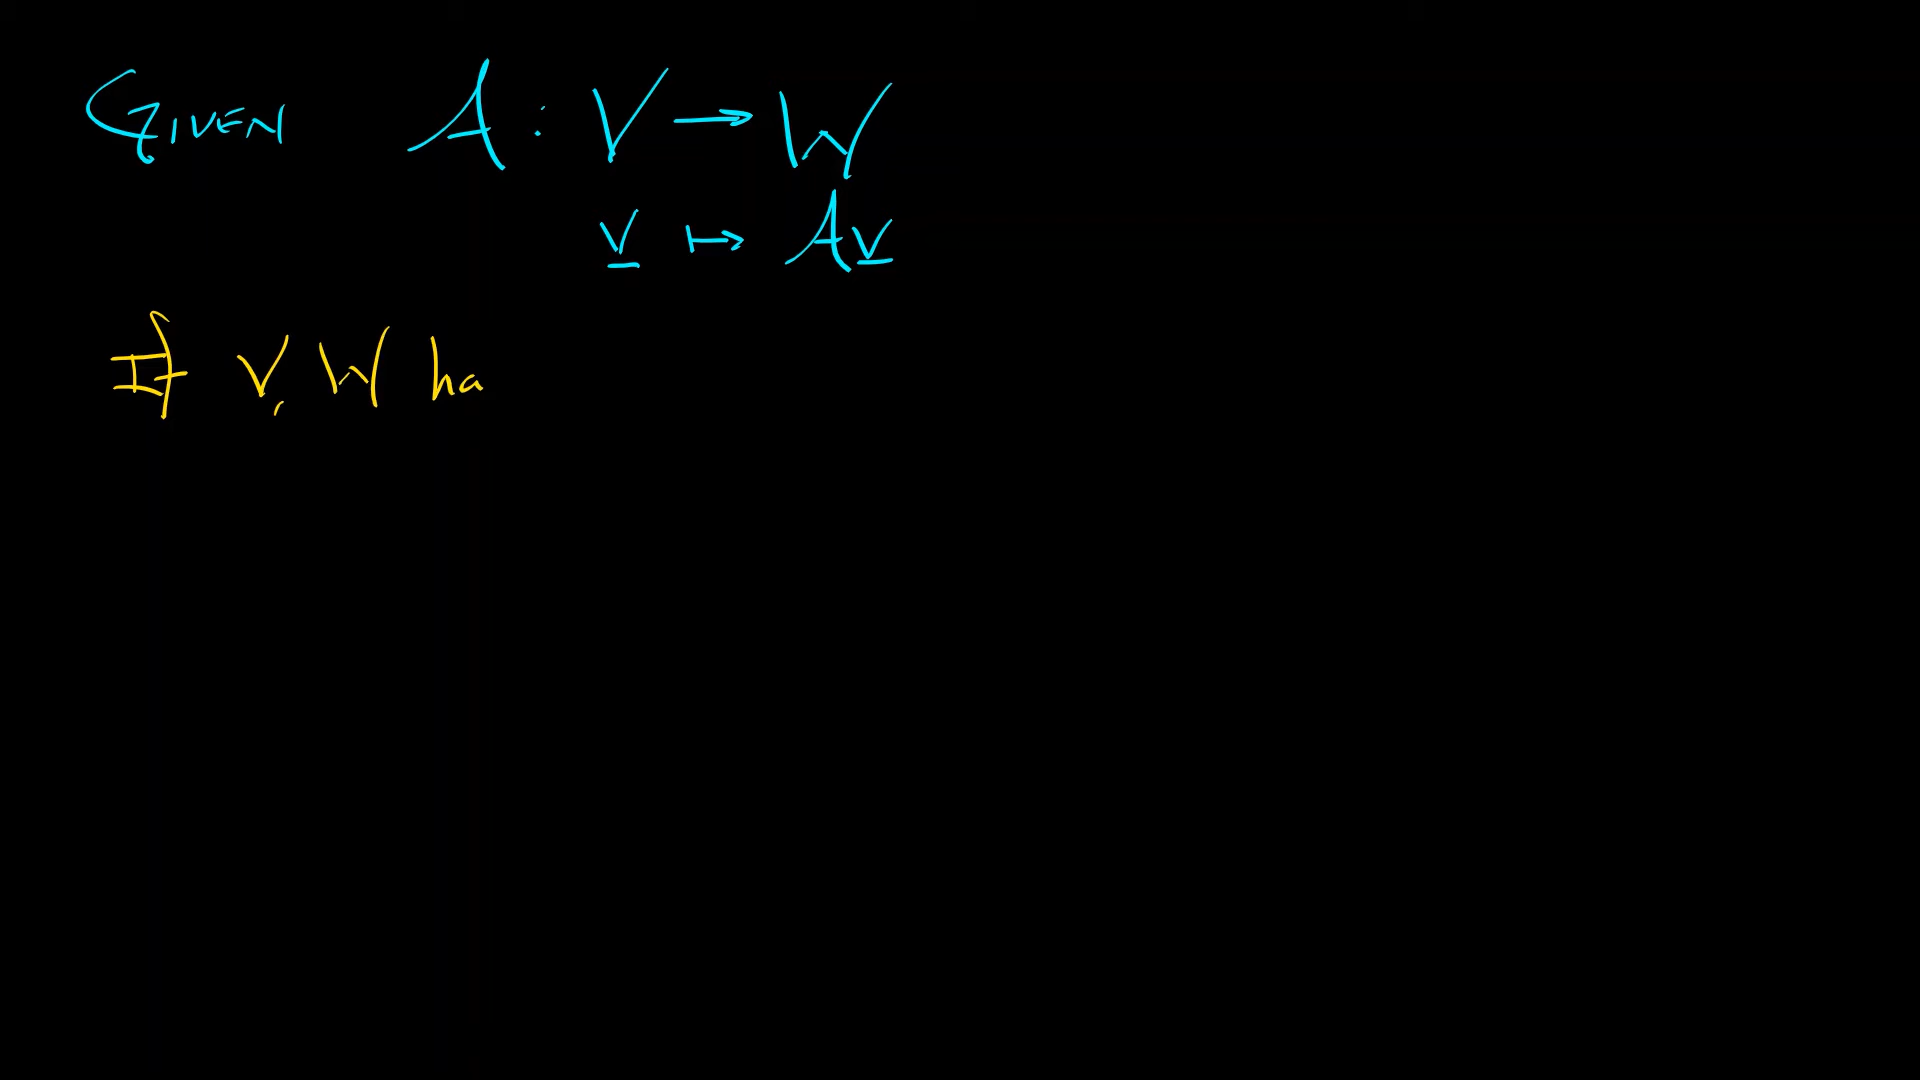 GIVEN A : V → W
v ↦ Av
If V, W ha